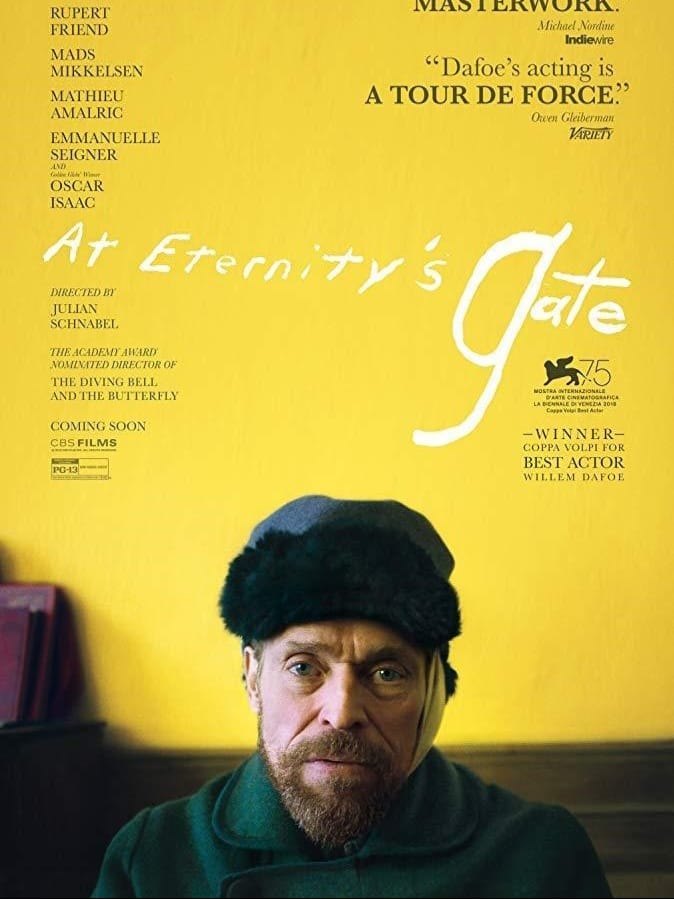 RUPERT
FRIEND
MADS
MIKKELSEN
MATHIEU
AMALRIC
EMMANUELLE
SEIGNER
AND
Golden Globe® Winner
OSCAR
ISAAC
MASTERWORK."
Michael Nordine
IndieWire
“Dafoe’s acting is
A TOUR DE FORCE.”
Owen Gleiberman
VARIETY
At Eternity's gate
DIRECTED BY
JULIAN
SCHNABEL
THE ACADEMY AWARD®
NOMINATED DIRECTOR OF
THE DIVING BELL
AND THE BUTTERFLY
COMING SOON
CBS FILMS
PG-13
75
MOSTRA INTERNAZIONALE
D'ARTE CINEMATOGRAFICA
LA BIENNALE DI VENEZIA 2018
Coppa Volpi Best Actor
–WINNER–
COPPA VOLPI FOR
BEST ACTOR
WILLEM DAFOE